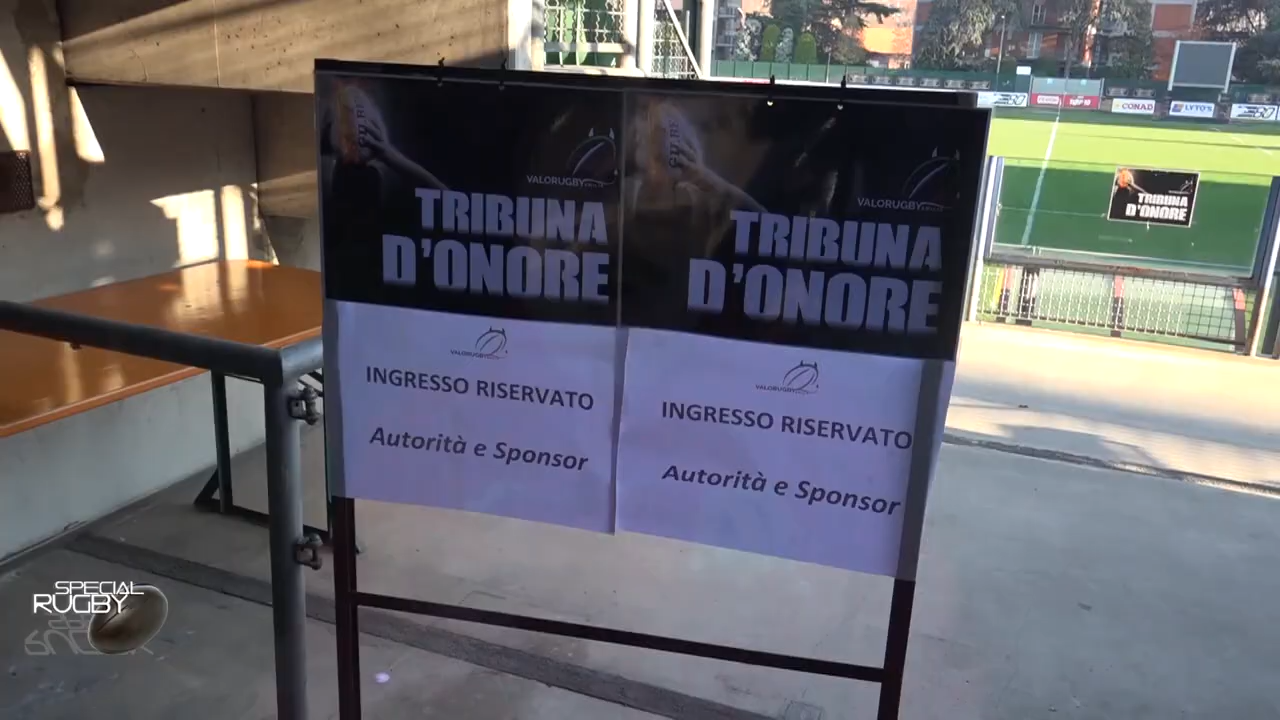 VALORUGBY
TRIBUNA
D'ONORE
VALORUGBY
INGRESSO RISERVATO
Autorità e Sponsor
VALORUGBY
TRIBUNA
D'ONORE
VALORUGBY
INGRESSO RISERVATO
Autorità e Sponsor
CONAD
LYTO'S
TRIBUNA
D'ONORE
SPECIAL
RUGBY